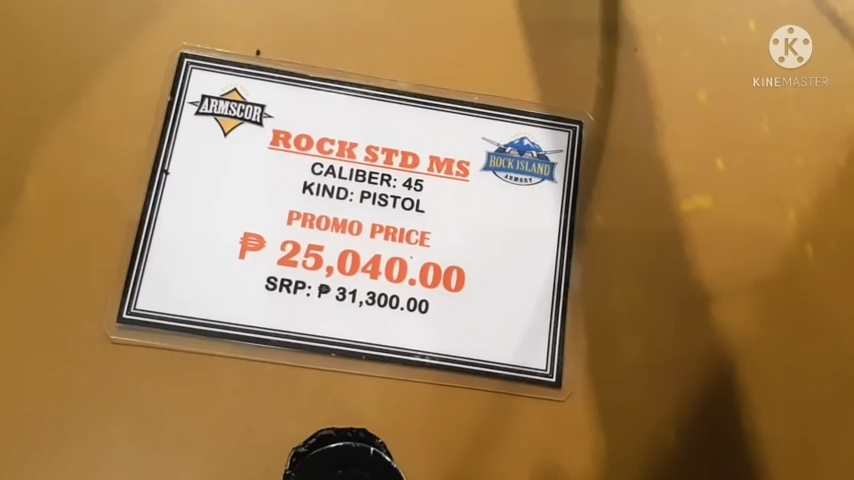 KINEMASTER
ARMSCOR
ROCK ISLAND
ARMORY
ROCK STD MS
CALIBER: 45
KIND: PISTOL
PROMO PRICE
₱ 25,040.00
SRP: ₱ 31,300.00